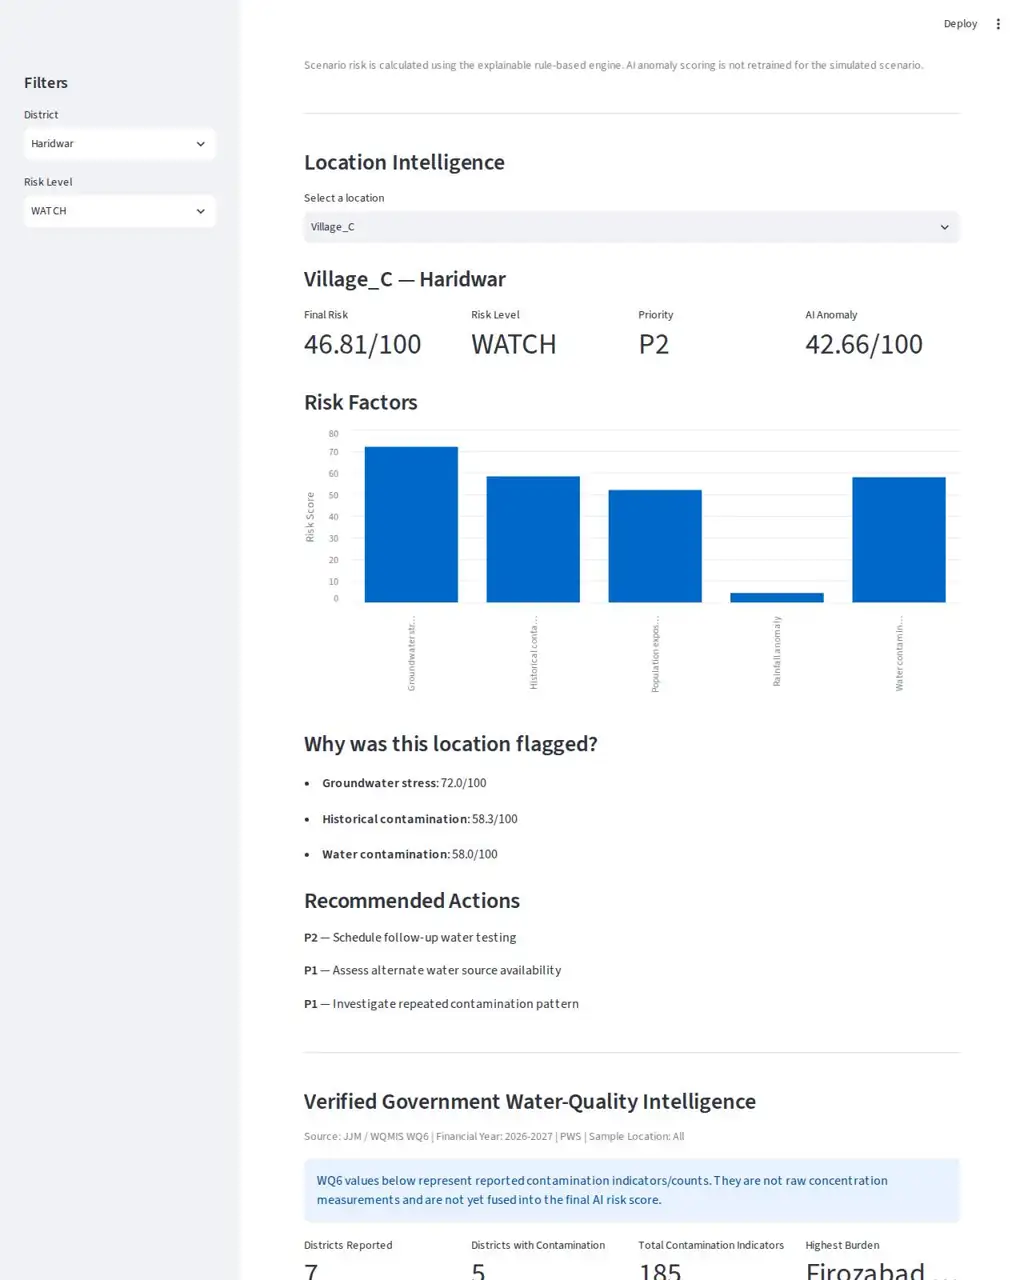 Deploy
Filters
District
Haridwar
Risk Level
WATCH
Scenario risk is calculated using the explainable rule-based engine. AI anomaly scoring is not retrained for the simulated scenario.
Location Intelligence
Select a location
Village_C
Village_C — Haridwar
Final Risk
46.81/100
Risk Level
WATCH
Priority
P2
AI Anomaly
42.66/100
Risk Factors
Risk Score
80
70
60
50
40
30
20
10
0
Groundwater str…
Historical conta…
Population expos…
Rainfall anomaly
Water contamin…
Why was this location flagged?
• Groundwater stress: 72.0/100
• Historical contamination: 58.3/100
• Water contamination: 58.0/100
Recommended Actions
P2 — Schedule follow-up water testing
P1 — Assess alternate water source availability
P1 — Investigate repeated contamination pattern
Verified Government Water-Quality Intelligence
Source: JJM / WQMIS WQ6 | Financial Year: 2026-2027 | PWS | Sample Location: All
WQ6 values below represent reported contamination indicators/counts. They are not raw concentration
measurements and are not yet fused into the final AI risk score.
Districts Reported
7
Districts with Contamination
5
Total Contamination Indicators
185
Highest Burden
Firozabad …